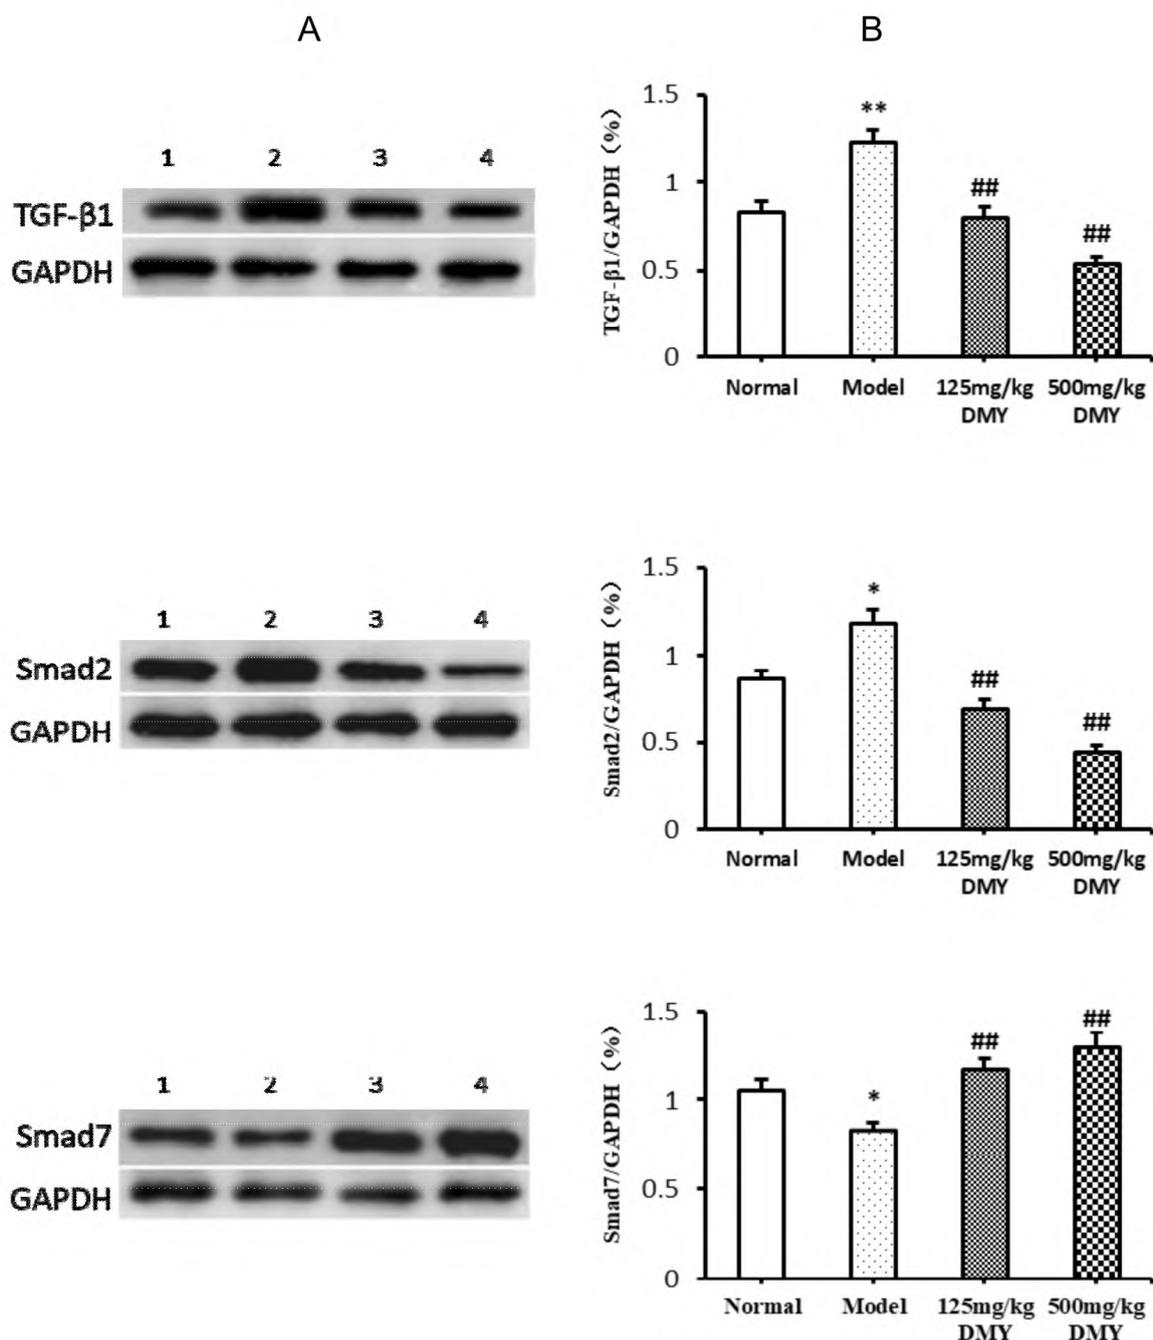 A
B
1 2 3 4
TGF-β1
GAPDH
TGF-β1/GAPDH（%）
1.5
1
0.5
0
**
##
##
Normal Model 125mg/kg DMY 500mg/kg DMY
1 2 3 4
Smad2
GAPDH
Smad2/GAPDH（%）
1.5
1
0.5
0
*
##
##
Normal Model 125mg/kg DMY 500mg/kg DMY
1 2 3 4
Smad7
GAPDH
Smad7/GAPDH（%）
1.5
1
0.5
0
*
##
##
Normal Model 125mg/kg DMY 500mg/kg DMY